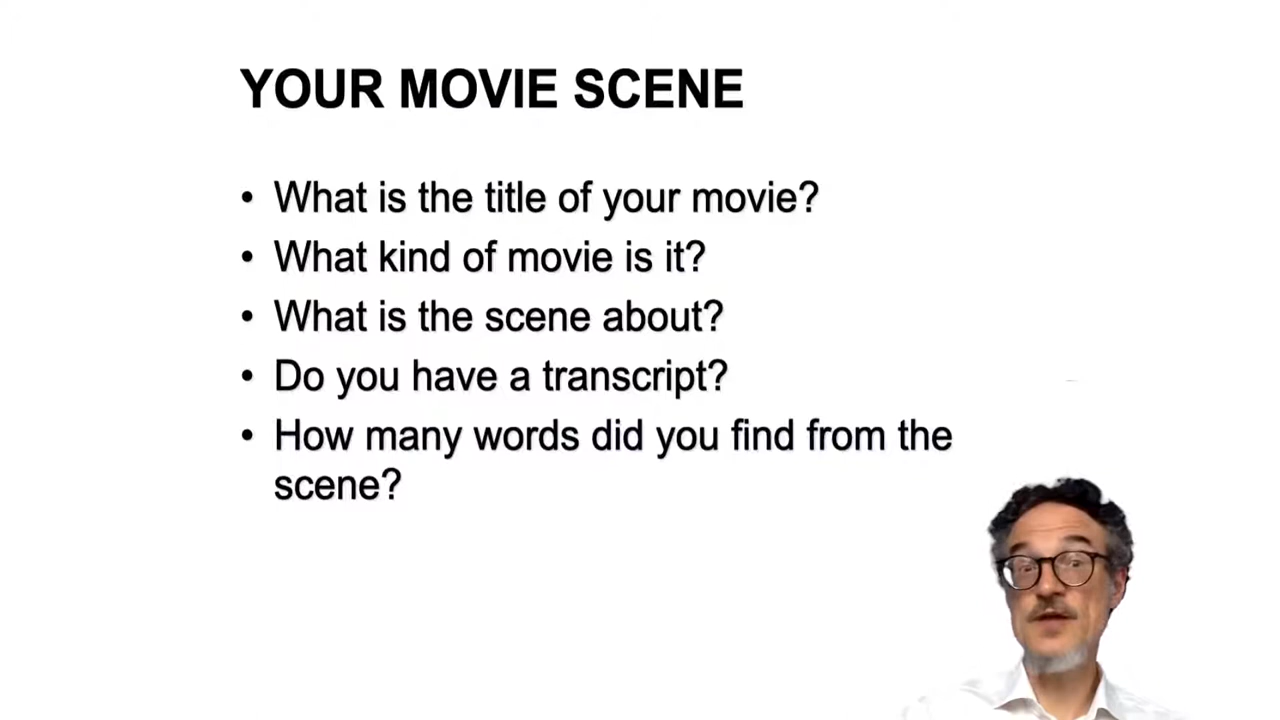 YOUR MOVIE SCENE
• What is the title of your movie?
• What kind of movie is it?
• What is the scene about?
• Do you have a transcript?
• How many words did you find from the
scene?